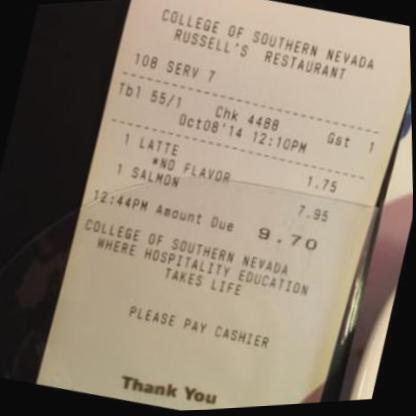 COLLEGE OF SOUTHERN NEVADA
RUSSELL'S RESTAURANT
108 SERV 7
Tbl 55/1 Chk 4488 Gst 1
Oct08'14 12:10PM
1 LATTE 1.75
*NO FLAVOR
1 SALMON 7.95
12:44PM Amount Due 9.70
COLLEGE OF SOUTHERN NEVADA
WHERE HOSPITALITY EDUCATION
TAKES LIFE
PLEASE PAY CASHIER
Thank You